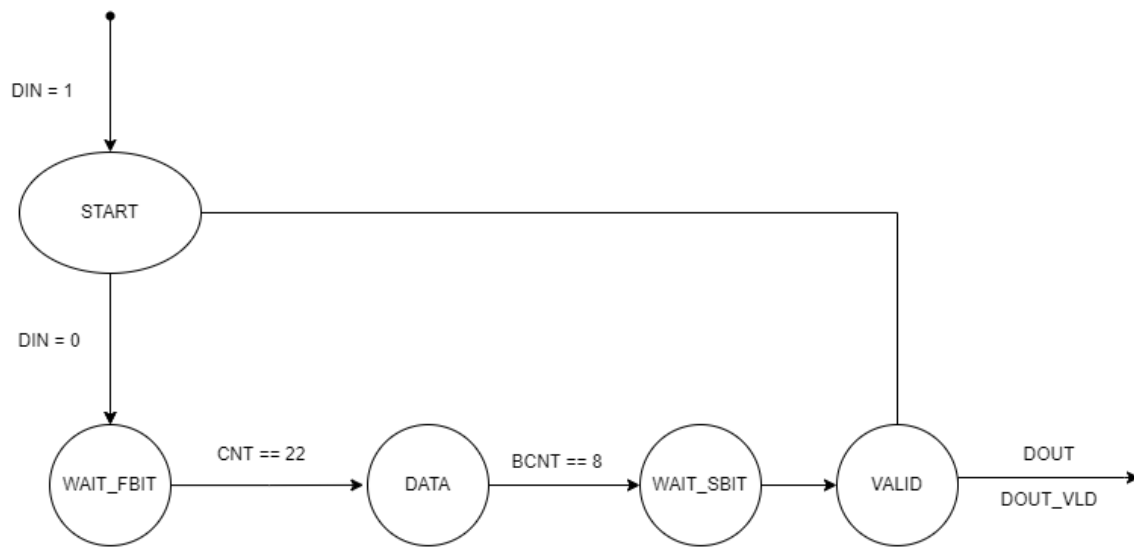 DIN = 1
START
DIN = 0
WAIT_FBIT
CNT == 22
DATA
BCNT == 8
WAIT_SBIT
VALID
DOUT
DOUT_VLD